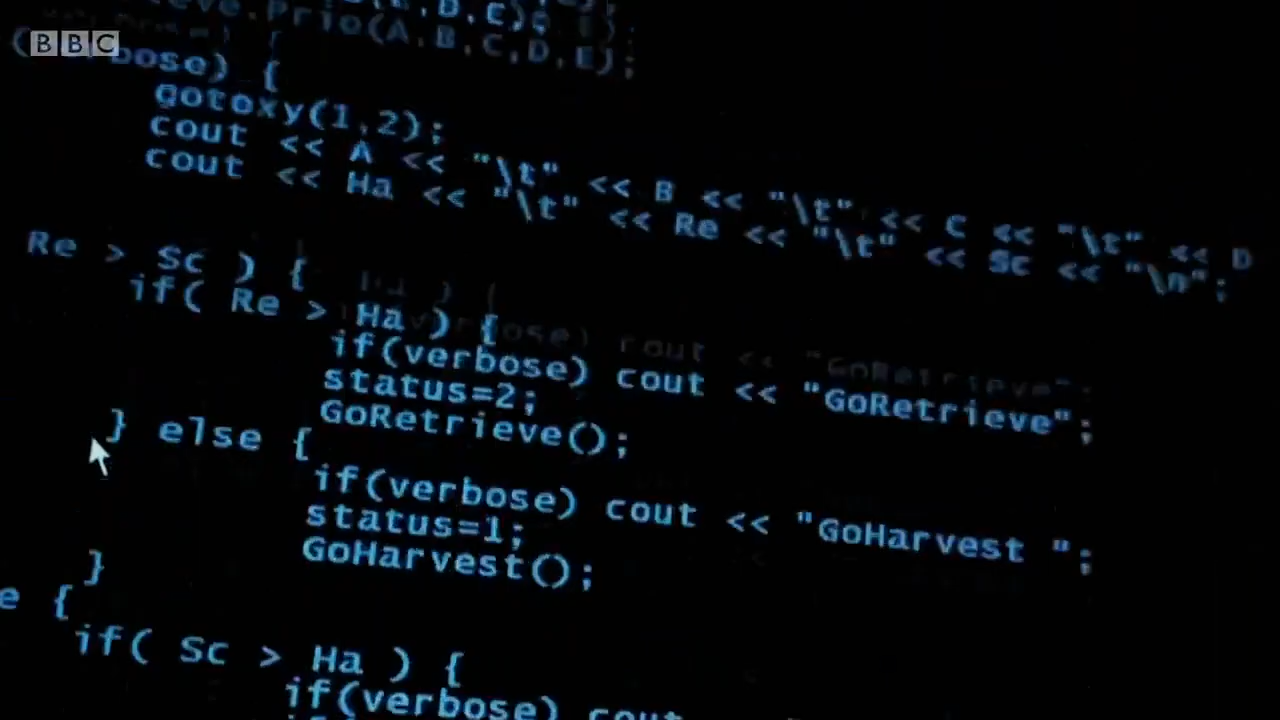 BBC
.Prio(A,B,C,D,E);
bose) {
gotoxy(1,2);
cout << A << "\t" << B << "\t" << C << "\t" << D
cout << Ha << "\t" << Re << "\t" << Sc << "\n";
Re > Sc ) {
if( Re > Ha ) {
if(verbose) cout << "GoRetrieve";
status=2;
GoRetrieve();
} else {
if(verbose) cout << "GoHarvest ";
status=1;
GoHarvest();
}
e {
if( Sc > Ha ) {
if(verbose) cout